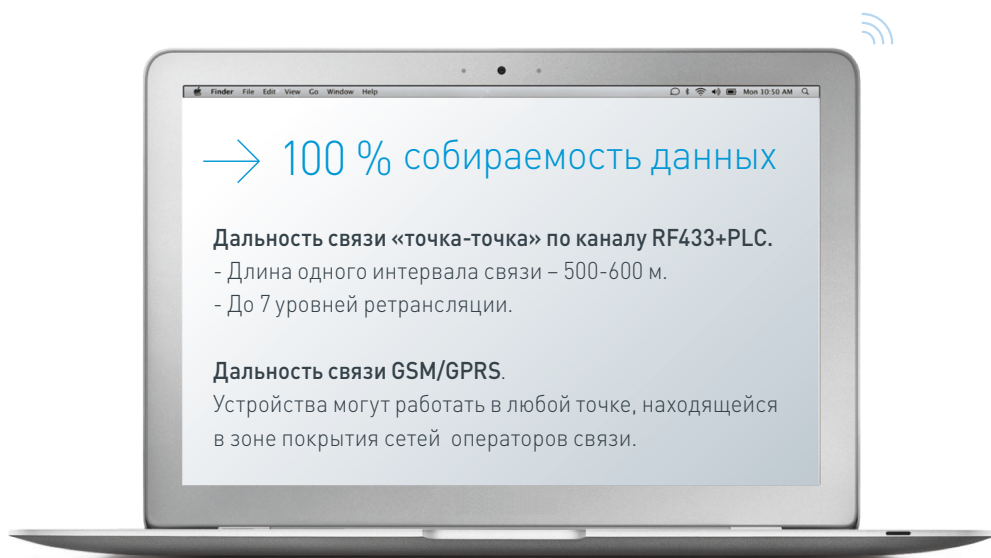 Finder File Edit View Go Window Help Mon 10:50 AM
100 % собираемость данных
Дальность связи «точка-точка» по каналу RF433+PLC.
- Длина одного интервала связи – 500-600 м.
- До 7 уровней ретрансляции.
Дальность связи GSM/GPRS.
Устройства могут работать в любой точке, находящейся
в зоне покрытия сетей операторов связи.